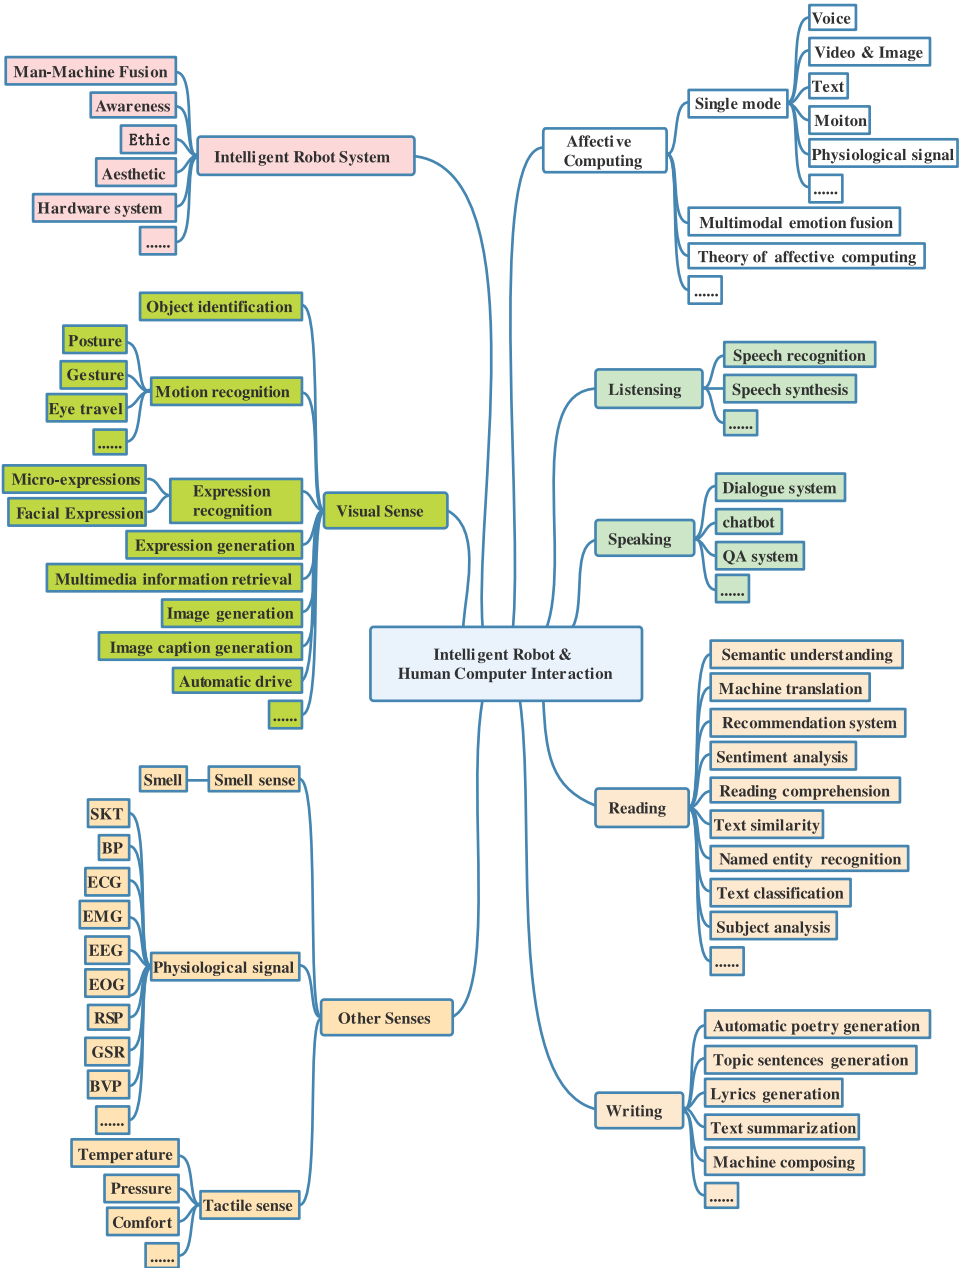 Man-Machine Fusion
Awareness
Ethic
Aesthetic
Hardware system
......
Intelligent Robot System
Object identification
Posture
Gesture
Eye travel
......
Motion recognition
Micro-expressions
Facial Expression
Expression
recognition
Expression generation
Multimedia information retrieval
Image generation
Image caption generation
Automatic drive
......
Visual Sense
Smell
Smell sense
SKT
BP
ECG
EMG
EEG
EOG
RSP
GSR
BVP
......
Physiological signal
Temperature
Pressure
Comfort
......
Tactile sense
Other Senses
Intelligent Robot &
Human Computer Interaction
Affective
Computing
Single mode
Voice
Video & Image
Text
Moiton
Physiological signal
......
Multimodal emotion fusion
Theory of affective computing
......
Listensing
Speech recognition
Speech synthesis
......
Speaking
Dialogue system
chatbot
QA system
......
Reading
Semantic understanding
Machine translation
Recommendation system
Sentiment analysis
Reading comprehension
Text similarity
Named entity recognition
Text classification
Subject analysis
......
Writing
Automatic poetry generation
Topic sentences generation
Lyrics generation
Text summarization
Machine composing
......